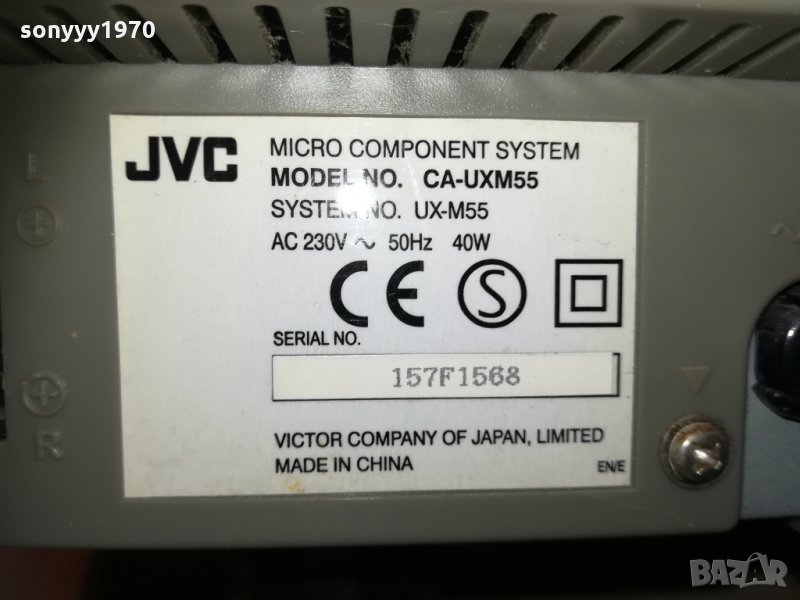 sonyyy1970
L
R
JVC
MICRO COMPONENT SYSTEM
MODEL NO. CA-UXM55
SYSTEM NO. UX-M55
AC 230V ~ 50Hz 40W
CE S
SERIAL NO.
157F1568
VICTOR COMPANY OF JAPAN, LIMITED
MADE IN CHINA
EN/E
BAZAR